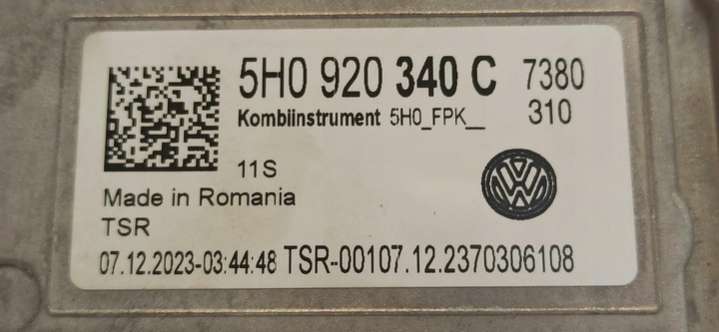 5H0 920 340 C 7380
Kombiinstrument 5H0_FPK__ 310
11S
Made in Romania
TSR
07.12.2023-03:44:48 TSR-00107.12.2370306108